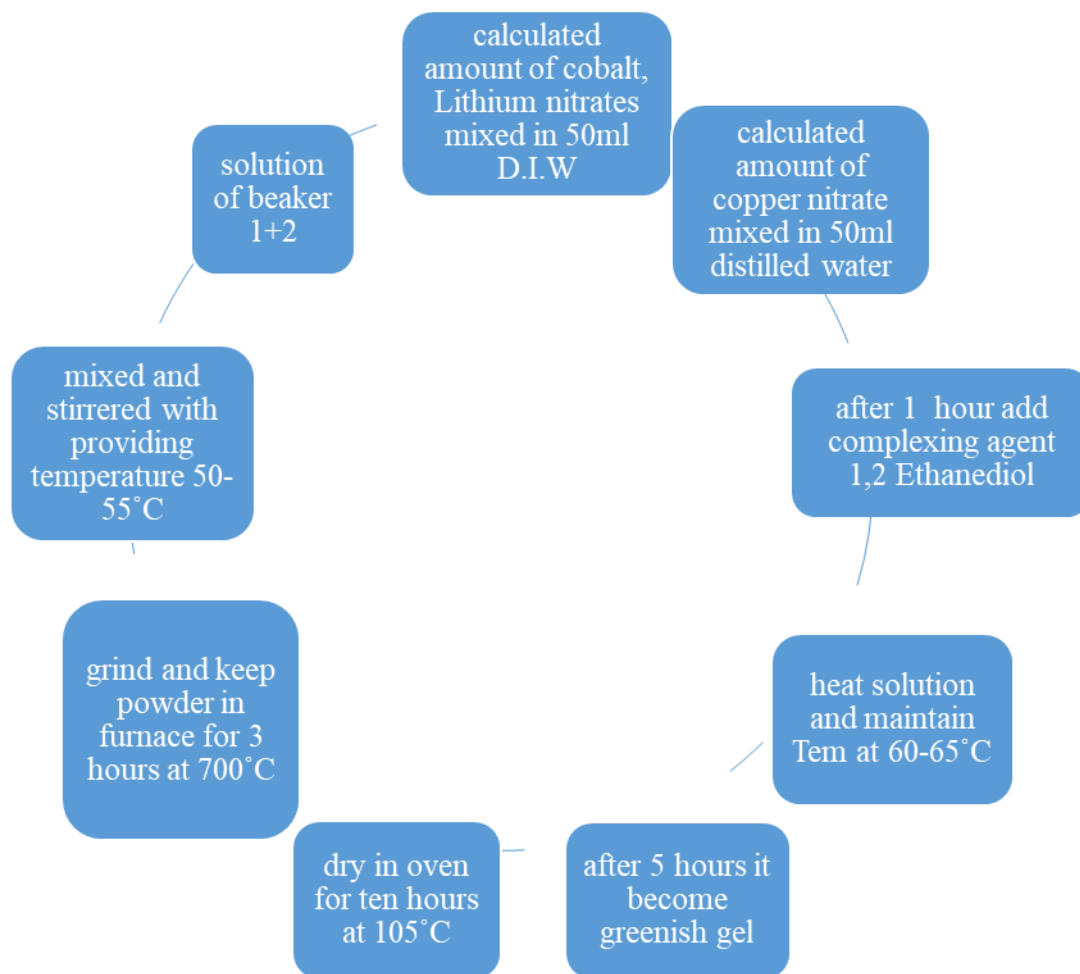 calculated
amount of cobalt,
Lithium nitrates
mixed in 50ml
D.I.W
calculated
amount of
copper nitrate
mixed in 50ml
distilled water
after 1 hour add
complexing agent
1,2 Ethanediol
heat solution
and maintain
Tem at 60-65˚C
after 5 hours it
become
greenish gel
dry in oven
for ten hours
at 105˚C
grind and keep
powder in
furnace for 3
hours at 700˚C
mixed and
stirrered with
providing
temperature 50-
55˚C
solution
of beaker
1+2